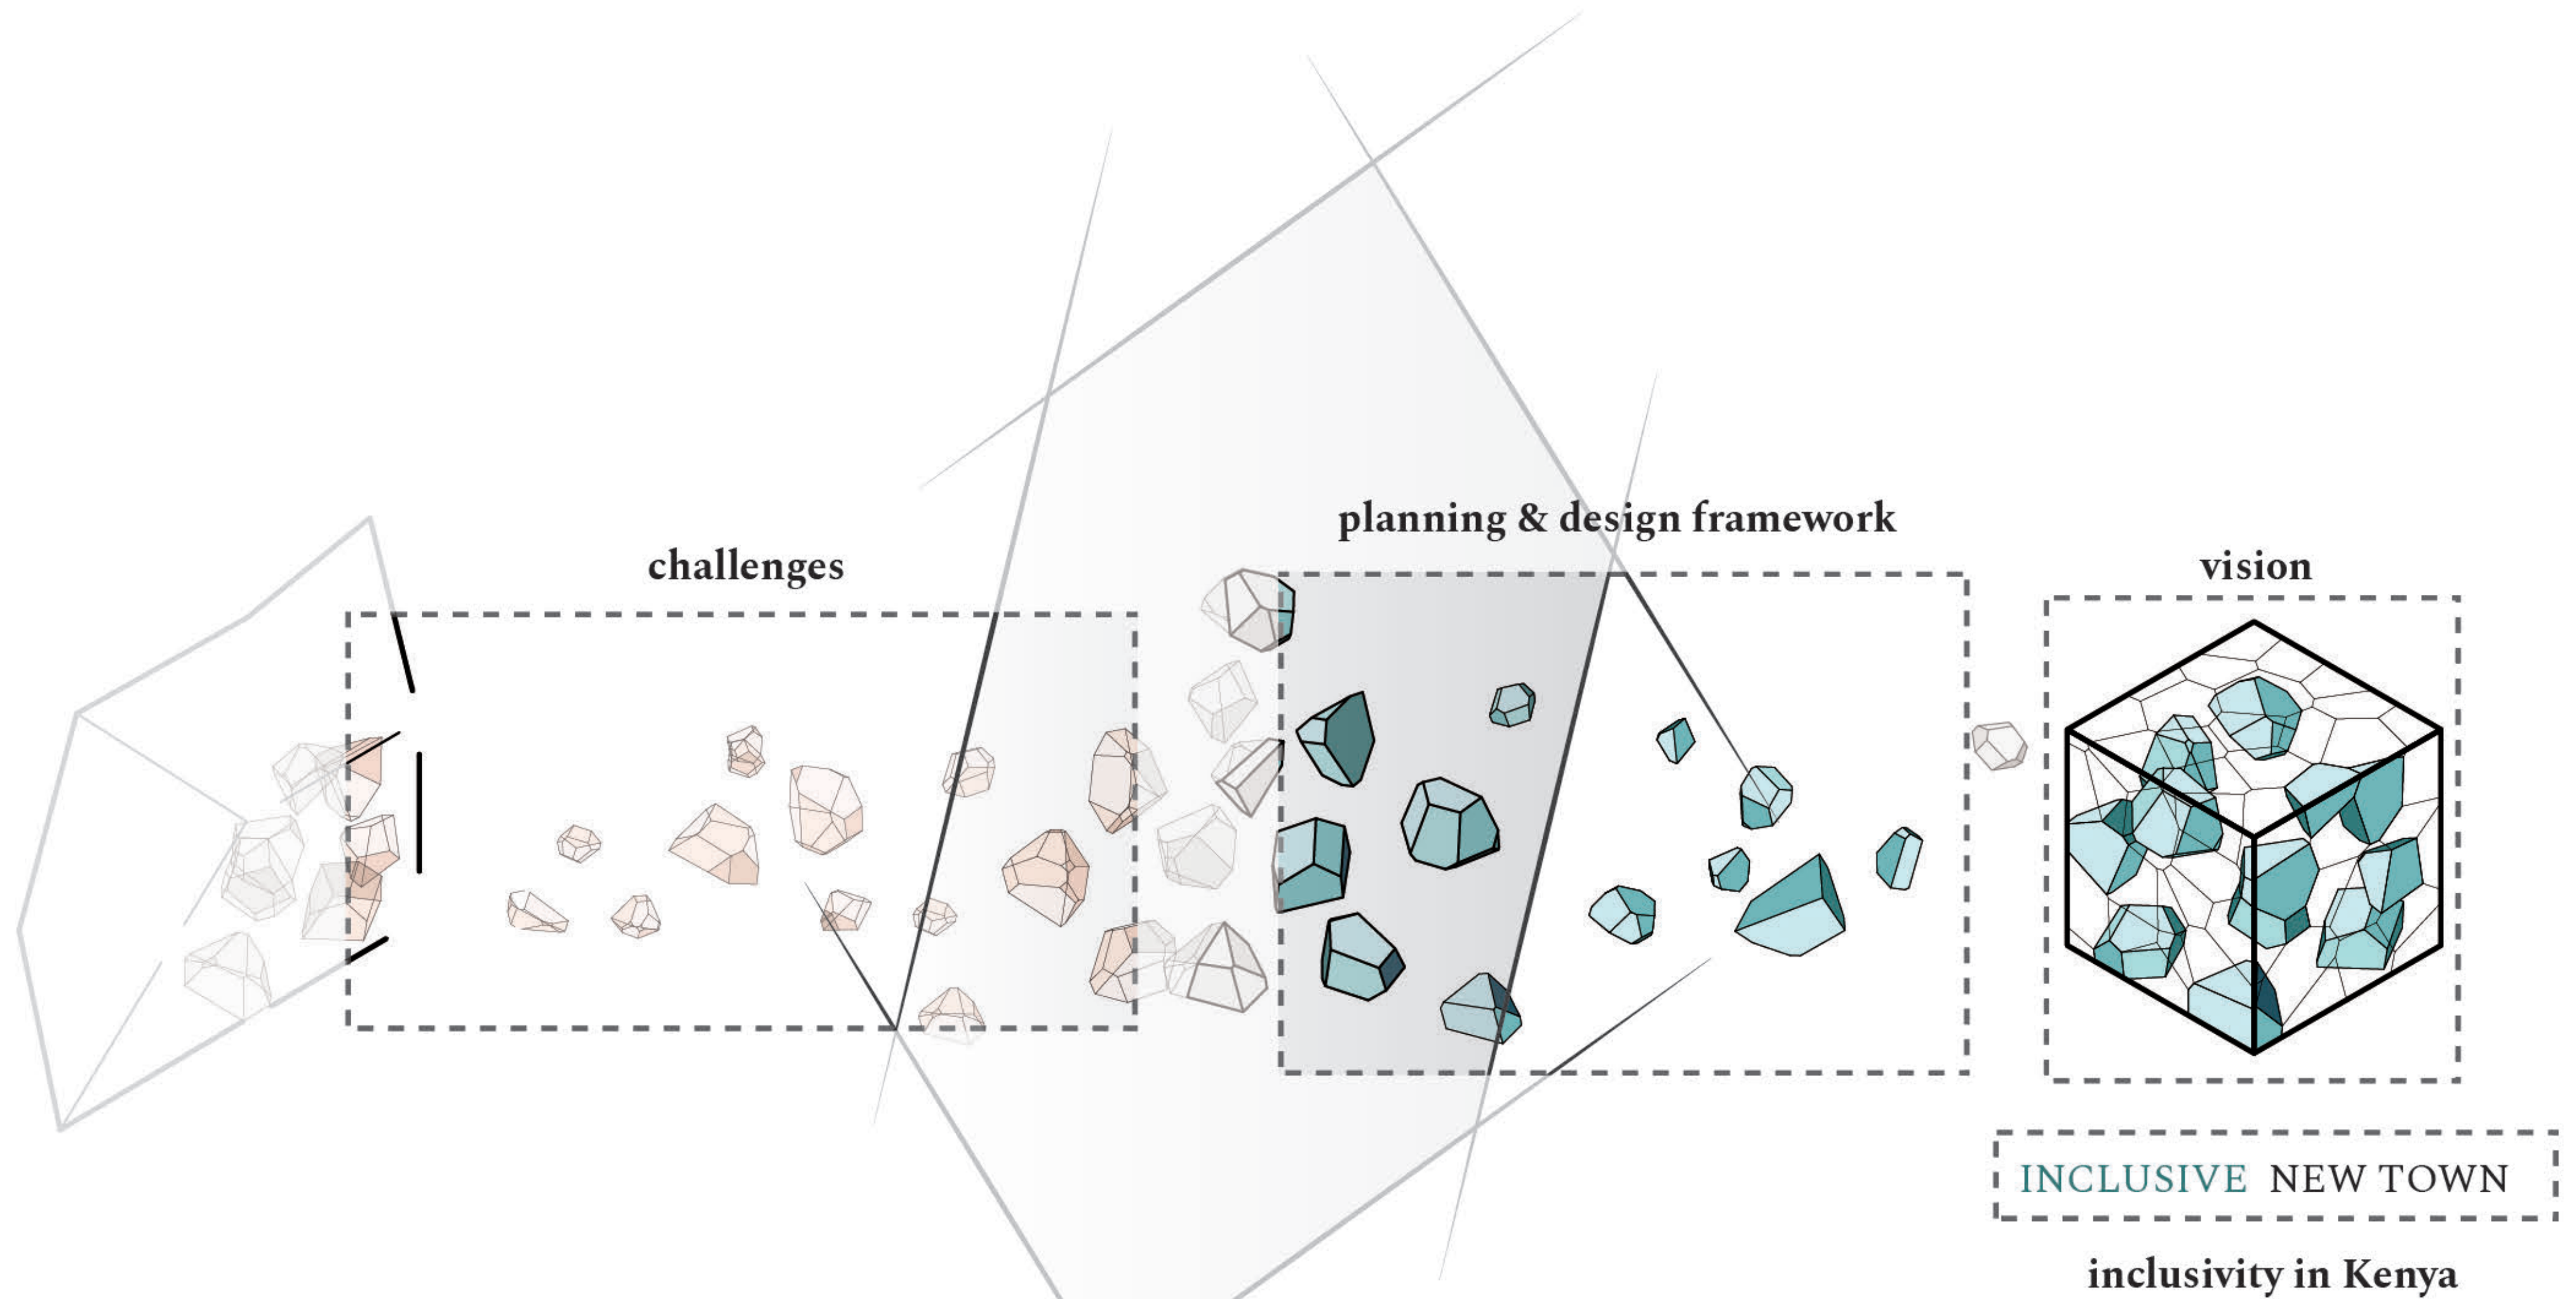 planning & design framework
challenges
vision
INCLUSIVE NEW TOWN
inclusivity in Kenya